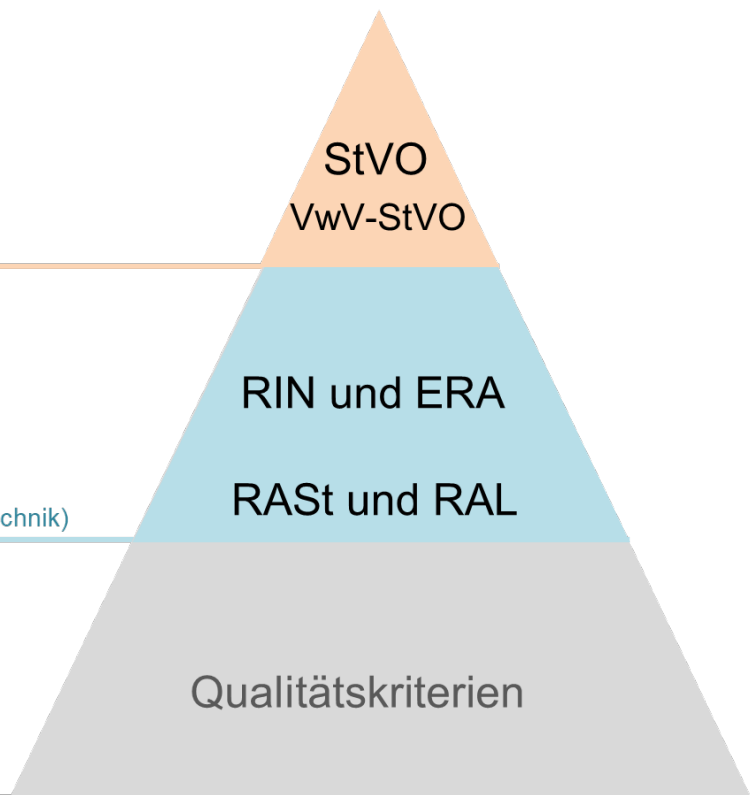 StVO
VwV-StVO
RIN und ERA
RASt und RAL
chnik)
Qualitätskriterien